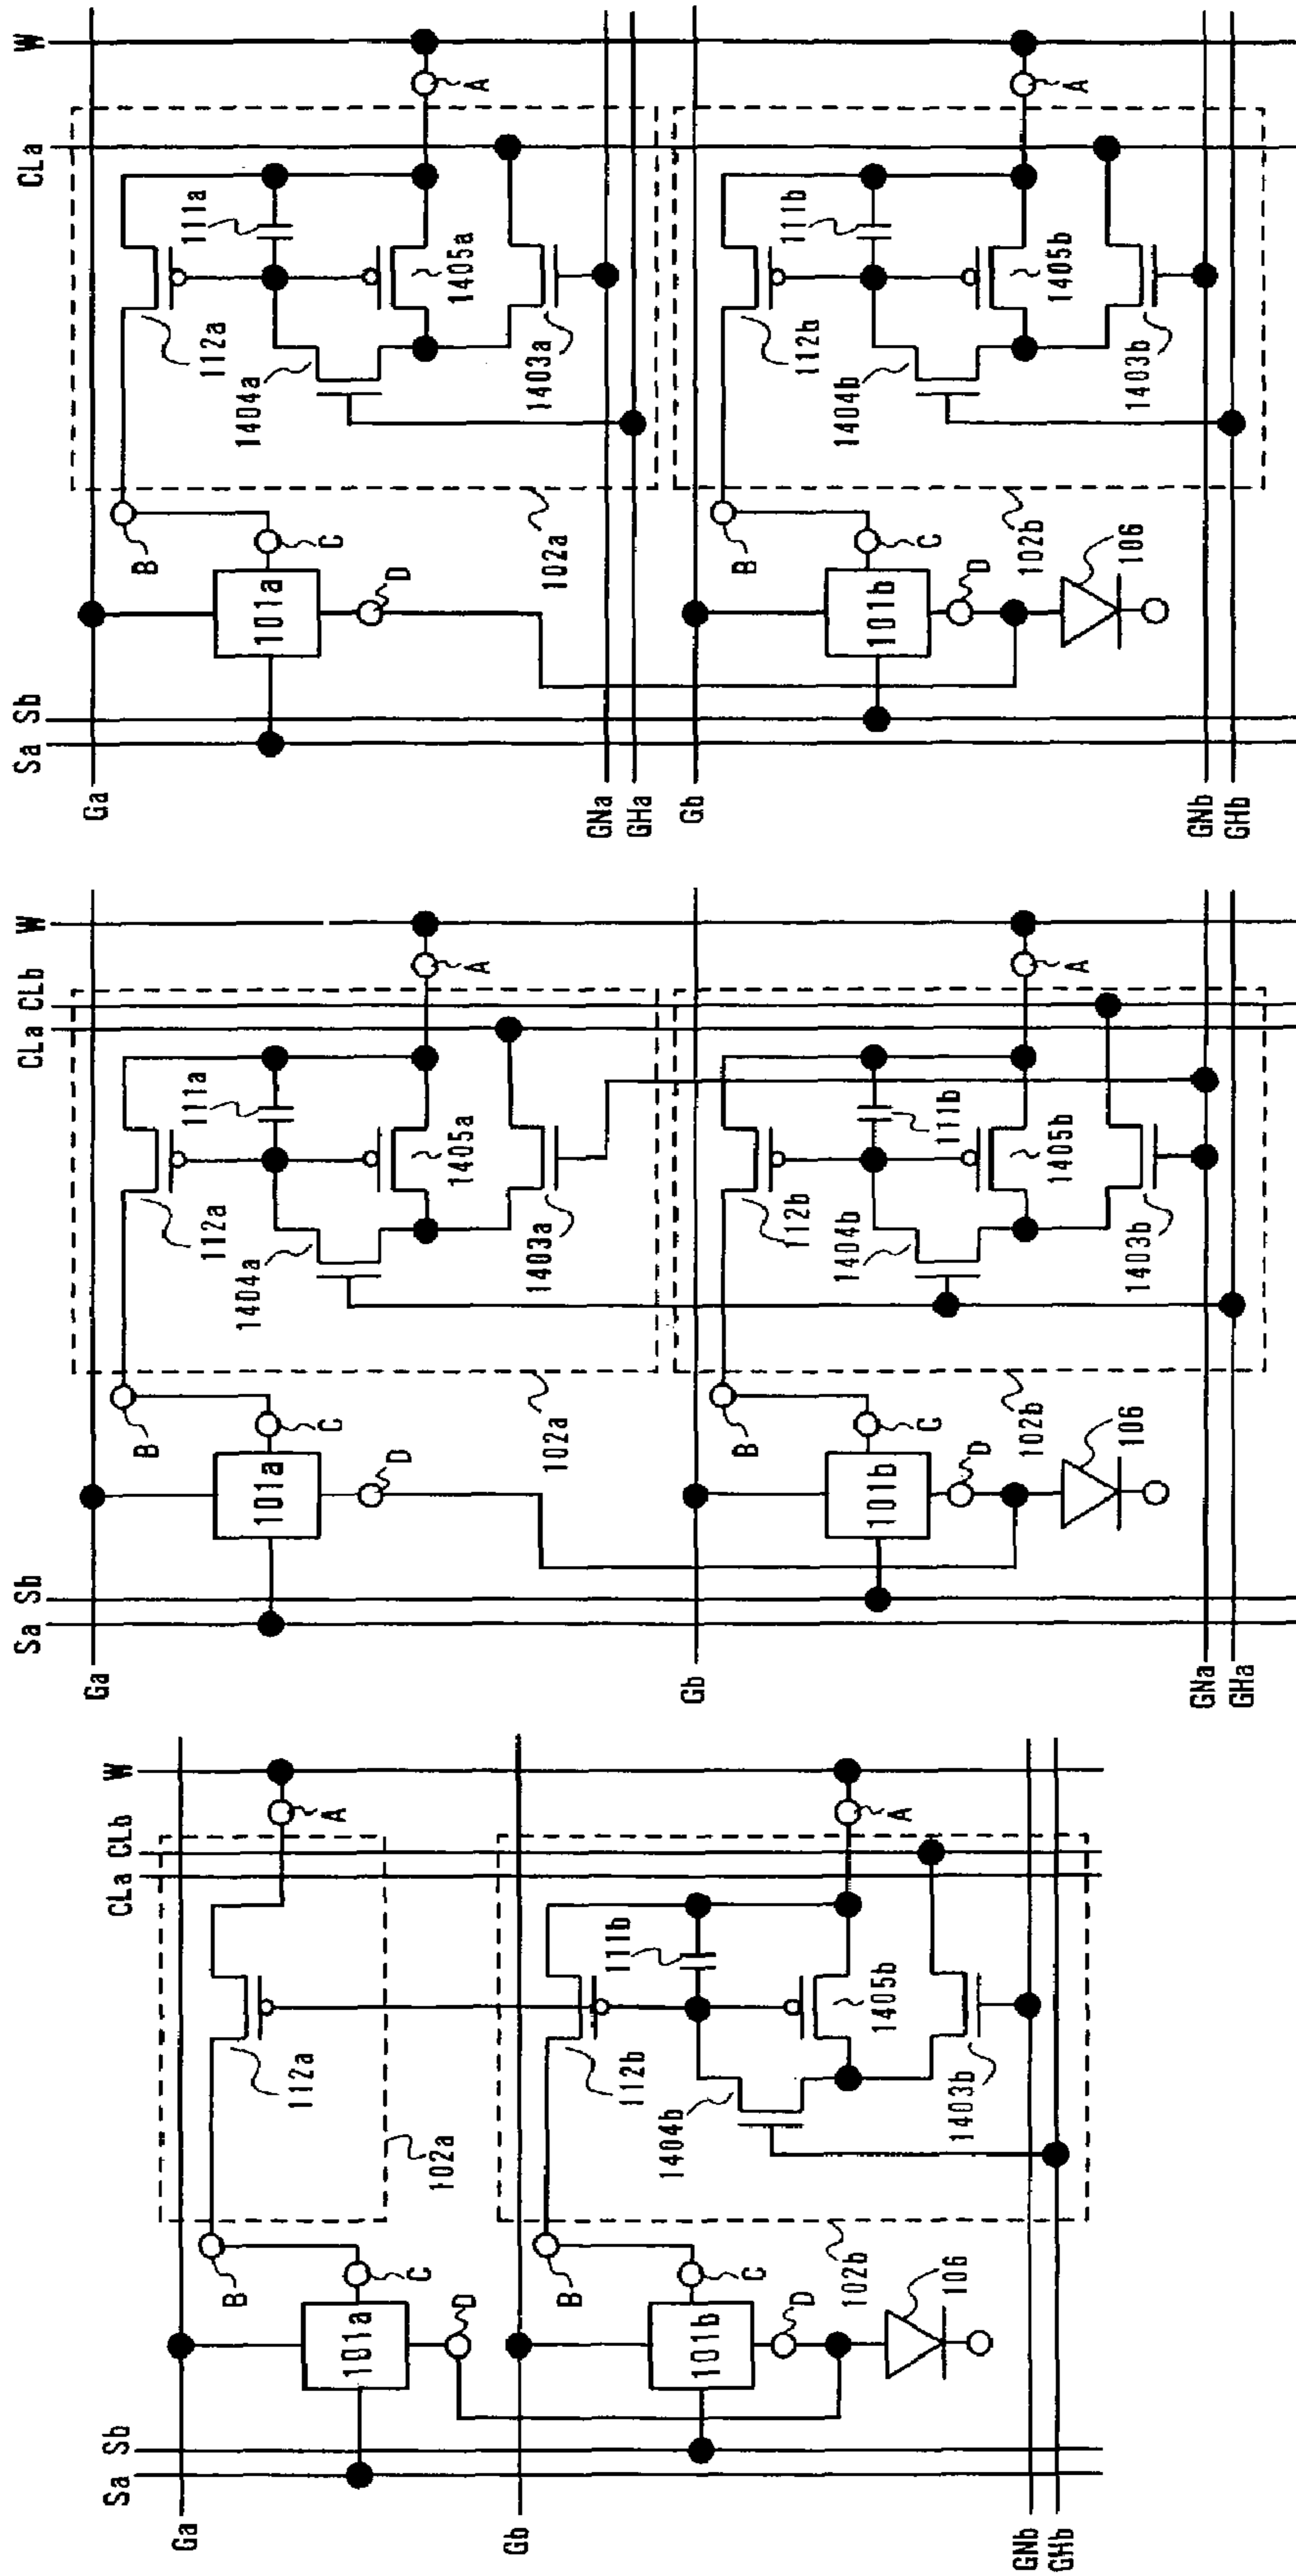 Sa Sb CLa W
Ga
111a
112a
1404a
1405a
1403a
B
C
A
101a
D
102a
GNa
GHa
Gb
111b
112b
1404b
1405b
1403b
B
C
A
101b
D
102b
106
GNb
GHb
Sa Sb CLa CLb W
Ga
111a
112a
1404a
1405a
1403a
B
C
A
101a
D
102a
Gb
111b
112b
1404b
1405b
1403b
B
C
A
101b
D
102b
106
GNa
GHa
Sa Sb CLa CLb W
Ga
112a
B
C
A
101a
D
102a
Gb
111b
112b
1404b
1405b
1403b
B
C
A
101b
D
102b
106
GNb
GHb